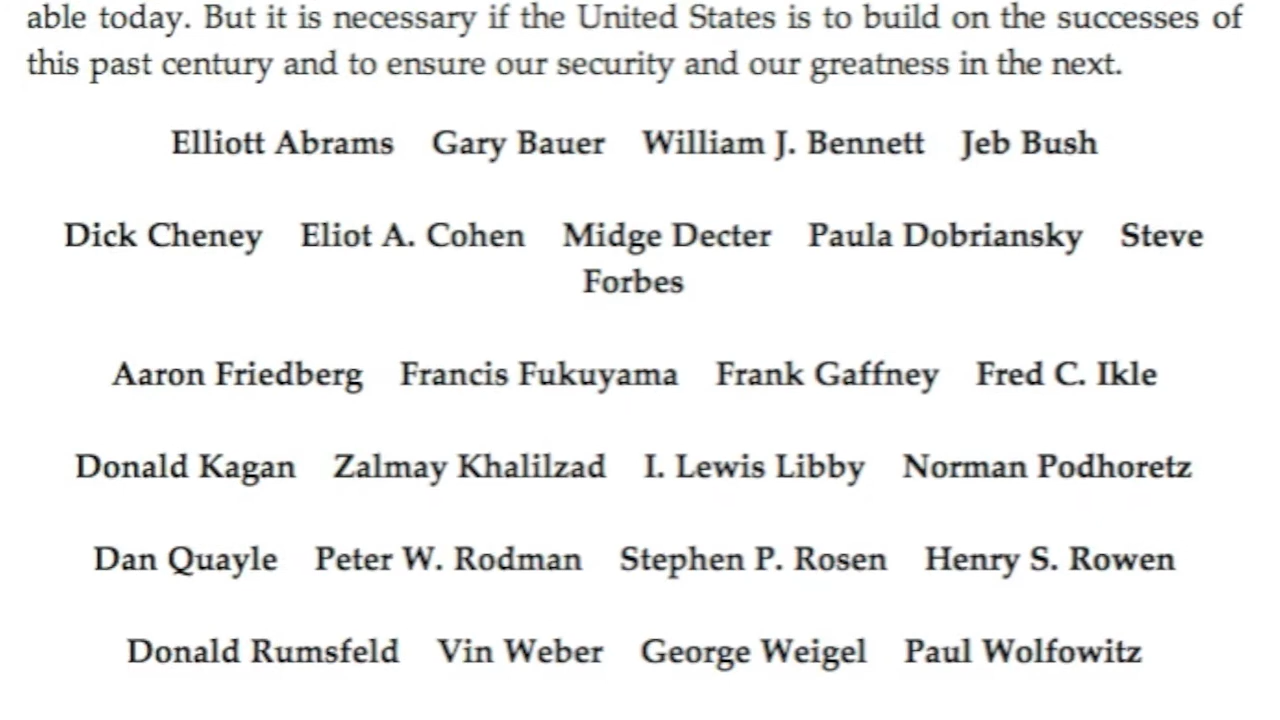 able today. But it is necessary if the United States is to build on the successes of
this past century and to ensure our security and our greatness in the next.
Elliott Abrams Gary Bauer William J. Bennett Jeb Bush
Dick Cheney Eliot A. Cohen Midge Decter Paula Dobriansky Steve
Forbes
Aaron Friedberg Francis Fukuyama Frank Gaffney Fred C. Ikle
Donald Kagan Zalmay Khalilzad I. Lewis Libby Norman Podhoretz
Dan Quayle Peter W. Rodman Stephen P. Rosen Henry S. Rowen
Donald Rumsfeld Vin Weber George Weigel Paul Wolfowitz